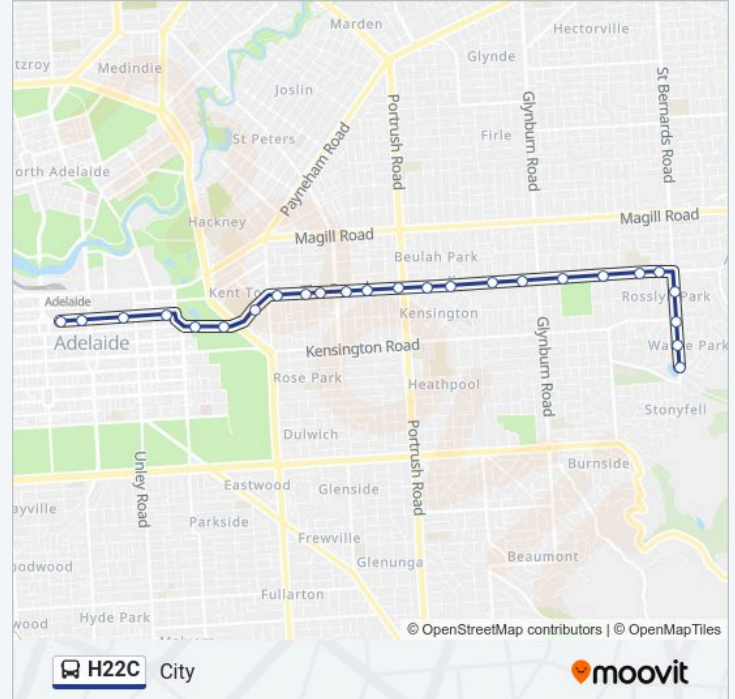 Marden
Hectorville
tzroy
Medindie
Glynde
Joslin
Portrush Road
Glynburn Road
St Bernards Road
St Peters
Payneham Road
Firle
orth Adelaide
Hackney
Magill Road
Magill Road
Beulah Park
Kent To
Adelaide
Rossly Park
Kensington
Adelaide
Kensington Road
Glynburn Road
Wa e Park
Rose Park
Heathpool
Stonyfell
Dulwich
Portrush Road
Unley Road
Burnside
Eastwood
Glenside
ayville
Parkside
Frewville
oodwood
Glenunga
Beaumont
Fullarton
Hyde Park
wood
© OpenStreetMap contributors | © OpenMapTiles
H22C City
moovit